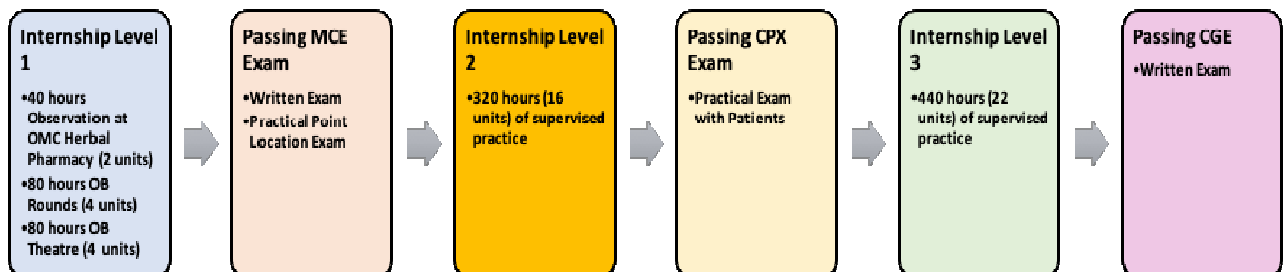 Internship Level
1
•40 hours
Observation at
OMC Herbal
Pharmacy (2 units)
•80 hours OB
Rounds (4 units)
•80 hours OB
Theatre (4 units)
Passing MCE
Exam
•Written Exam
•Practical Point
Location Exam
Internship Level
2
•320 hours (16
units) of supervised
practice
Passing CPX
Exam
•Practical Exam
with Patients
Internship Level
3
•440 hours (22
units) of supervised
practice
Passing CGE
•Written Exam